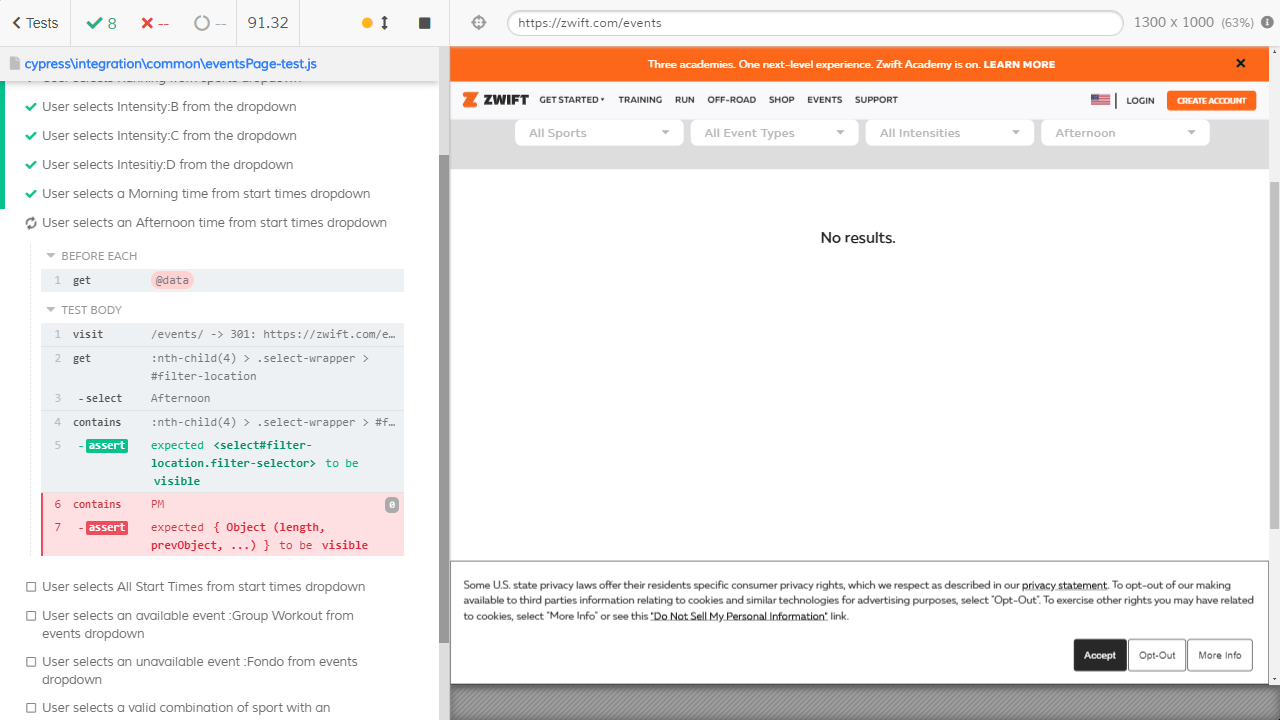 Tests
8
--
--
91.32
https://zwift.com/events
1300 x 1000 (63%)
cypress\integration\common\eventsPage-test.js
User selects Running from sports dropdown
User selects Intensity:B from the dropdown
User selects Intensity:C from the dropdown
User selects Intesitiy:D from the dropdown
User selects a Morning time from start times dropdown
User selects an Afternoon time from start times dropdown
BEFORE EACH
1 get @data
TEST BODY
1 visit /events/ -> 301: https://zwift.com/e…
2 get :nth-child(4) > .select-wrapper >
#filter-location
3 -select Afternoon
4 contains :nth-child(4) > .select-wrapper > #f…
5 -assert expected <select#filter-
location.filter-selector> to be
visible
6 contains PM 0
7 -assert expected { Object (length,
prevObject, ...) } to be visible
User selects All Start Times from start times dropdown
User selects an available event :Group Workout from
events dropdown
User selects an unavailable event :Fondo from events
dropdown
User selects a valid combination of sport with an
Three academies. One next-level experience. Zwift Academy is on. LEARN MORE
ZWIFT GET STARTED TRAINING RUN OFF-ROAD SHOP EVENTS SUPPORT LOGIN CREATE ACCOUNT
All Sports All Event Types All Intensities Afternoon
No results.
Some U.S. state privacy laws offer their residents specific consumer privacy rights, which we respect as described in our privacy statement. To opt-out of our making
available to third parties information relating to cookies and similar technologies for advertising purposes, select "Opt-Out". To exercise other rights you may have related
to cookies, select "More Info" or see this "Do Not Sell My Personal Information" link.
Accept Opt-Out More Info